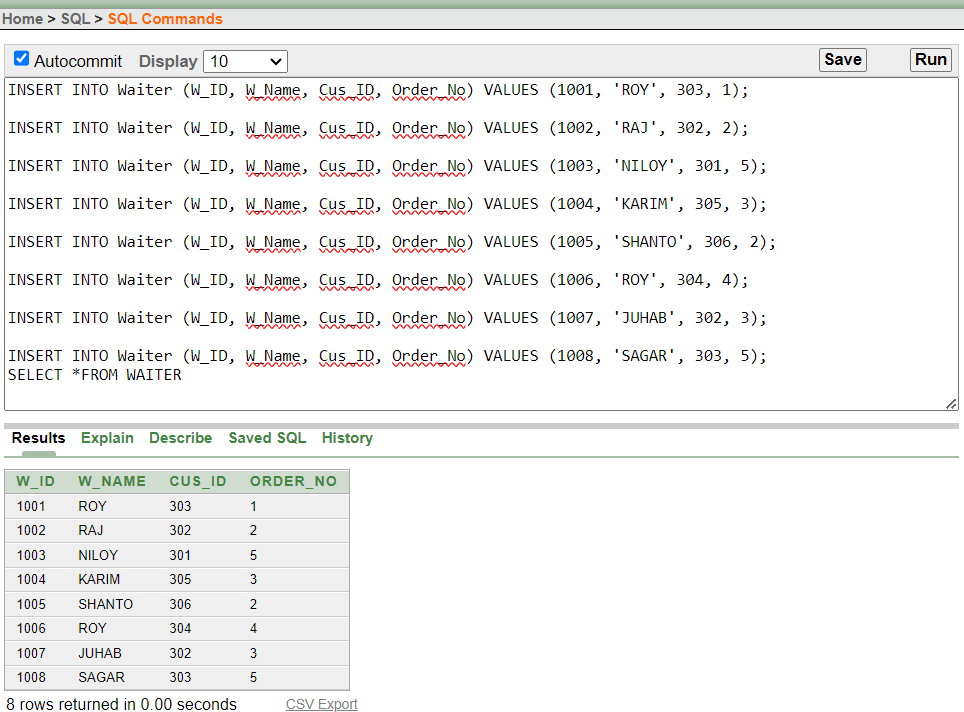 Home > SQL > SQL Commands
Autocommit Display 10 Save Run
INSERT INTO Waiter (W_ID, W_Name, Cus_ID, Order_No) VALUES (1001, 'ROY', 303, 1);
INSERT INTO Waiter (W_ID, W_Name, Cus_ID, Order_No) VALUES (1002, 'RAJ', 302, 2);
INSERT INTO Waiter (W_ID, W_Name, Cus_ID, Order_No) VALUES (1003, 'NILOY', 301, 5);
INSERT INTO Waiter (W_ID, W_Name, Cus_ID, Order_No) VALUES (1004, 'KARIM', 305, 3);
INSERT INTO Waiter (W_ID, W_Name, Cus_ID, Order_No) VALUES (1005, 'SHANTO', 306, 2);
INSERT INTO Waiter (W_ID, W_Name, Cus_ID, Order_No) VALUES (1006, 'ROY', 304, 4);
INSERT INTO Waiter (W_ID, W_Name, Cus_ID, Order_No) VALUES (1007, 'JUHAB', 302, 3);
INSERT INTO Waiter (W_ID, W_Name, Cus_ID, Order_No) VALUES (1008, 'SAGAR', 303, 5);
SELECT *FROM WAITER
Results Explain Describe Saved SQL History
W_ID W_NAME CUS_ID ORDER_NO
1001 ROY 303 1
1002 RAJ 302 2
1003 NILOY 301 5
1004 KARIM 305 3
1005 SHANTO 306 2
1006 ROY 304 4
1007 JUHAB 302 3
1008 SAGAR 303 5
8 rows returned in 0.00 seconds CSV Export